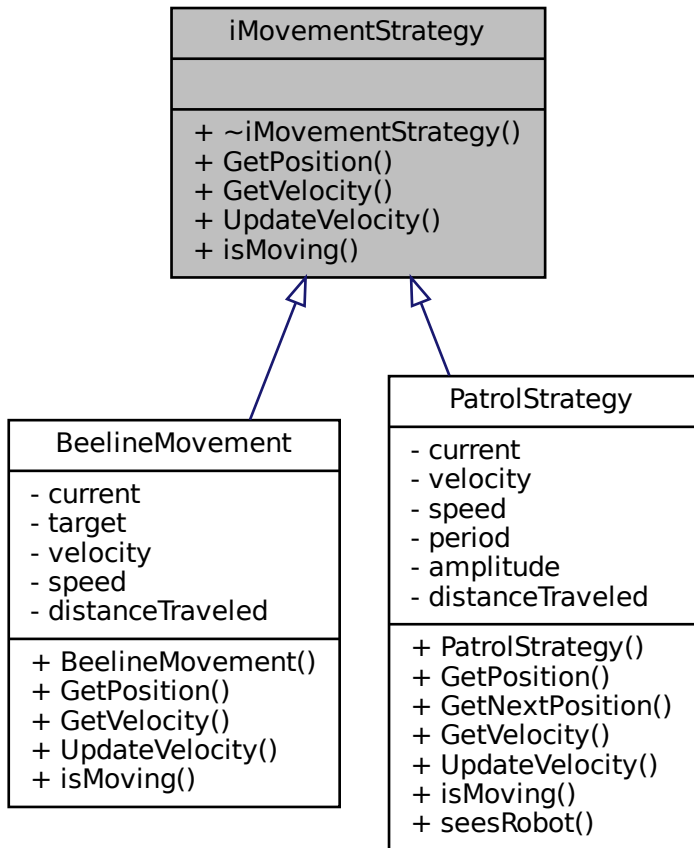 iMovementStrategy
+ ~iMovementStrategy()
+ GetPosition()
+ GetVelocity()
+ UpdateVelocity()
+ isMoving()
BeelineMovement
- current
- target
- velocity
- speed
- distanceTraveled
+ BeelineMovement()
+ GetPosition()
+ GetVelocity()
+ UpdateVelocity()
+ isMoving()
PatrolStrategy
- current
- velocity
- speed
- period
- amplitude
- distanceTraveled
+ PatrolStrategy()
+ GetPosition()
+ GetNextPosition()
+ GetVelocity()
+ UpdateVelocity()
+ isMoving()
+ seesRobot()